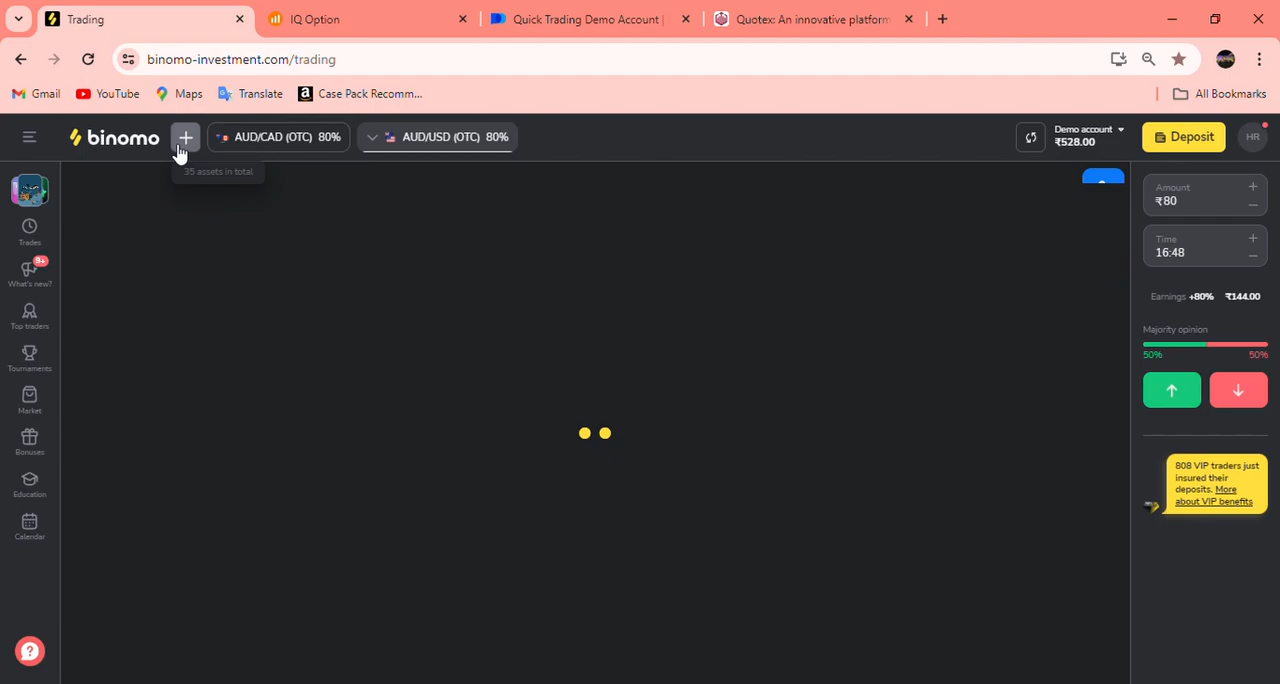 Trading
IQ Option
Quick Trading Demo Account |
Quotex: An innovative platform
binomo-investment.com/trading
Gmail
YouTube
Maps
Translate
Case Pack Recomm...
All Bookmarks
binomo
AUD/CAD (OTC) 80%
AUD/USD (OTC) 80%
Demo account
₹528.00
Deposit
HR
35 assets in total
Trades
9+
What's new?
Top traders
Tournaments
Market
Bonuses
Education
Calendar
Amount
₹80
Time
16:48
Earnings +80% ₹144.00
Majority opinion
50% 50%
808 VIP traders just
insured their
deposits. More
about VIP benefits